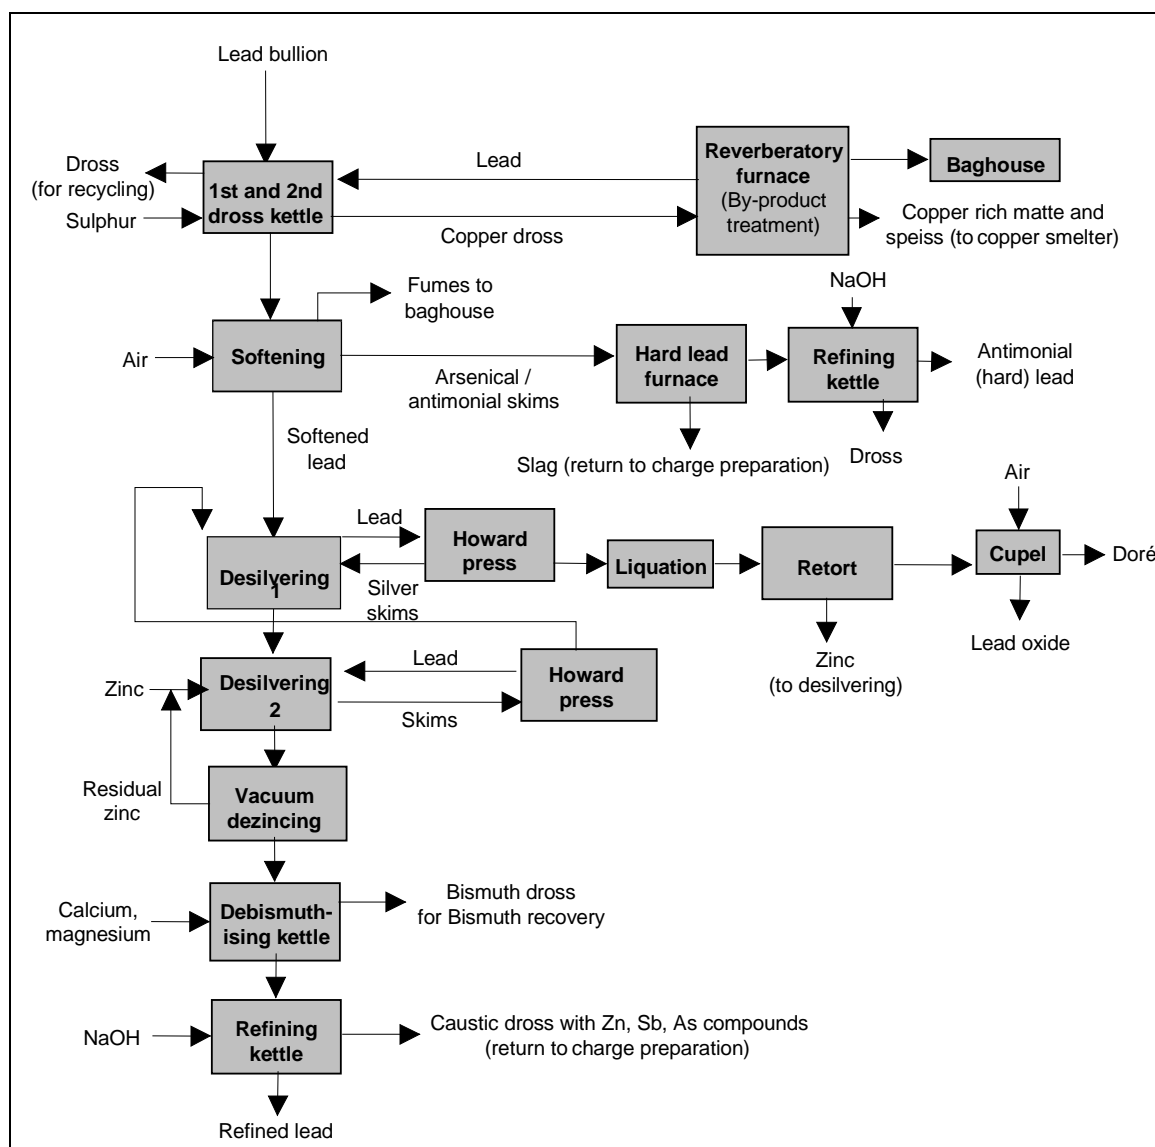 Lead bullion
Dross
(for recycling)
Sulphur
1st and 2nd
dross kettle
Lead
Copper dross
Reverberatory
furnace
(By-product
treatment)
Baghouse
Copper rich matte and
speiss (to copper smelter)
Fumes to
baghouse
NaOH
Air
Softening
Arsenical /
antimonial skims
Hard lead
furnace
Refining
kettle
Antimonial
(hard) lead
Softened
lead
Slag (return to charge preparation)
Dross
Air
Lead
Desilvering
1
Silver
skims
Howard
press
Liquation
Retort
Cupel
Doré
Lead oxide
Zinc
(to desilvering)
Zinc
Desilvering
2
Lead
Skims
Howard
press
Residual
zinc
Vacuum
dezincing
Calcium,
magnesium
Debismuth-
ising kettle
Bismuth dross
for Bismuth recovery
NaOH
Refining
kettle
Caustic dross with Zn, Sb, As compounds
(return to charge preparation)
Refined lead